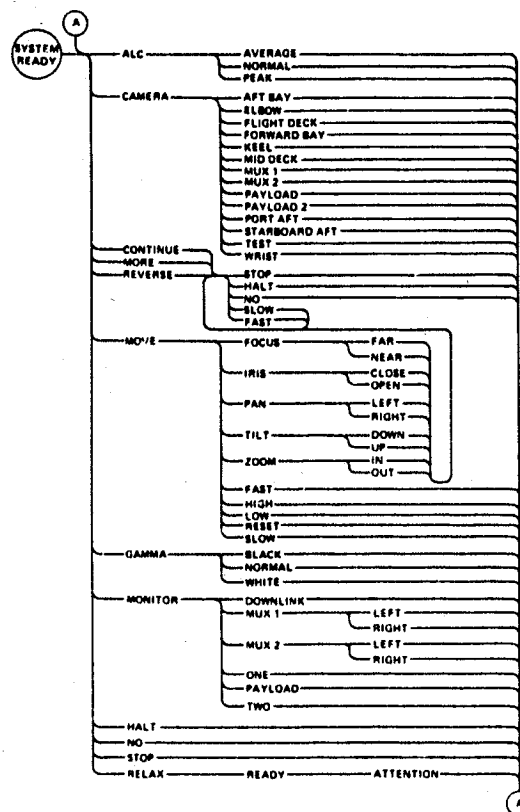 A
SYSTEM READY
ALC AVERAGE
NORMAL
PEAK
CAMERA AFT BAY
ELBOW
FLIGHT DECK
FORWARD BAY
KEEL
MID DECK
MUX 1
MUX 2
PAYLOAD
PAYLOAD 2
PORT AFT
STARBOARD AFT
TEST
WRIST
CONTINUE
MORE
REVERSE STOP
HALT
NO
SLOW
FAST
MOVE FOCUS FAR
NEAR
IRIS CLOSE
OPEN
PAN LEFT
RIGHT
TILT DOWN
UP
ZOOM IN
OUT
FAST
HIGH
LOW
RESET
SLOW
GAMMA BLACK
NORMAL
WHITE
MONITOR DOWNLINK
MUX 1 LEFT
RIGHT
MUX 2 LEFT
RIGHT
ONE
PAYLOAD
TWO
HALT
NO
STOP
RELAX READY ATTENTION
A